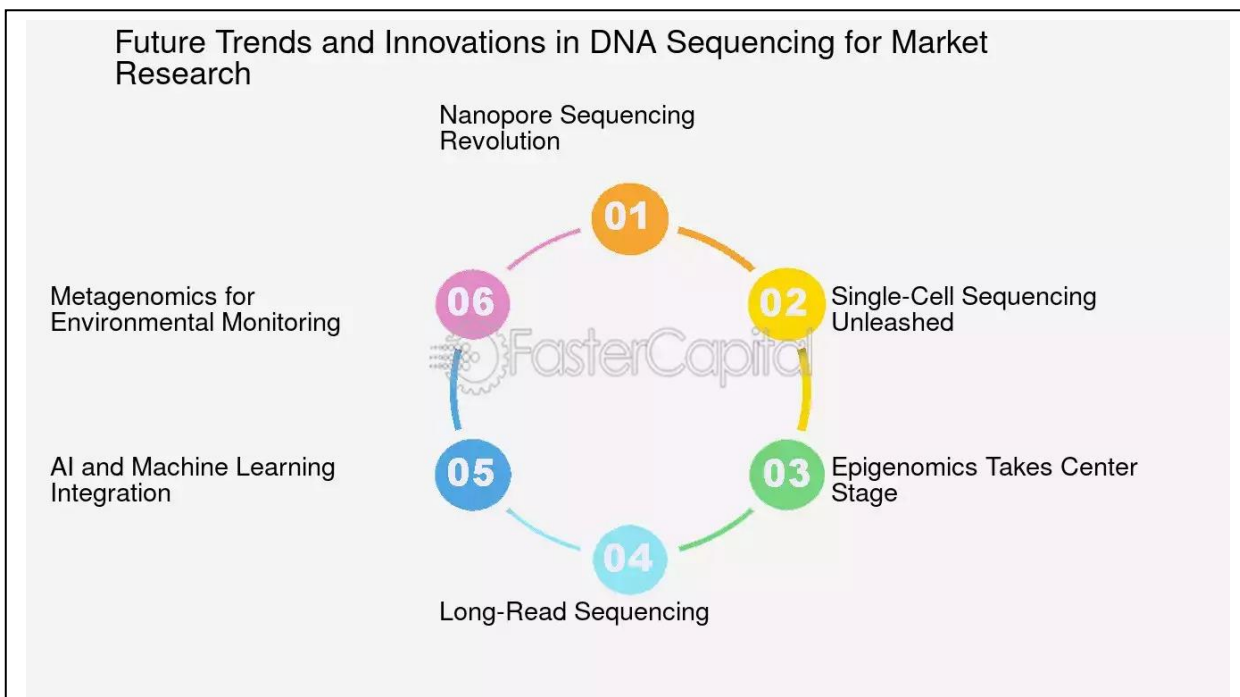 Future Trends and Innovations in DNA Sequencing for Market
Research
Nanopore Sequencing
Revolution
01
02
Single-Cell Sequencing
Unleashed
03
Epigenomics Takes Center
Stage
04
Long-Read Sequencing
05
AI and Machine Learning
Integration
06
Metagenomics for
Environmental Monitoring
FasterCapital